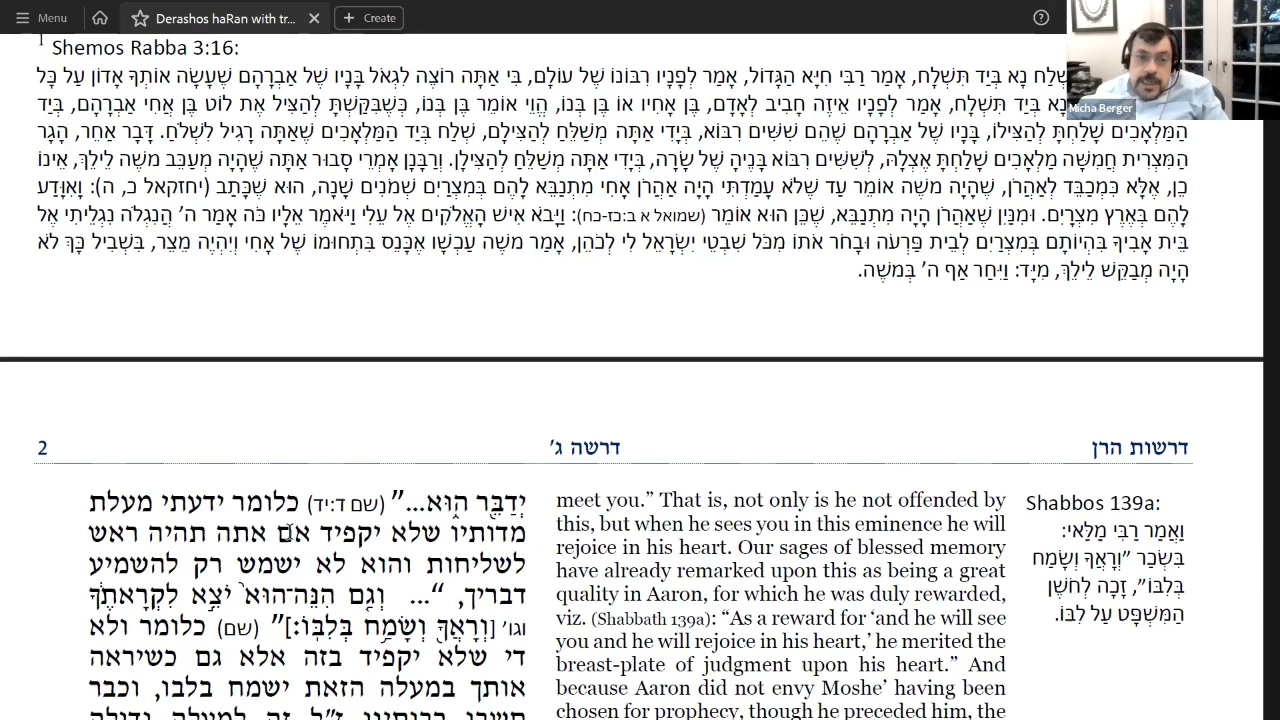 Menu
Derashos haRan with tr...
Create
Micha Berger
1 Shemos Rabba 3:16:
שְׁלַח נָא בְּיַד תִּשְׁלָח, אָמַר רַבִּי חִיָּא הַגָּדוֹל, אָמַר לְפָנָיו רִבּוֹנוֹ שֶׁל עוֹלָם, בִּי אַתָּה רוֹצֶה לִגְאֹל בָּנָיו שֶׁל אַבְרָהָם שֶׁעָשָׂה אוֹתְךָ אָדוֹן עַל כָּל
נָא בְּיַד תִּשְׁלָח, אָמַר לְפָנָיו אֵיזֶה חָבִיב לְאָדָם, בֶּן אָחִיו אוֹ בֶּן בְּנוֹ, הֱוֵי אוֹמֵר בֶּן בְּנוֹ, כְּשֶׁבִּקַּשְׁתָּ לְהַצִּיל אֶת לוֹט בֶּן אֲחִי אַבְרָהָם, בְּיַד
הַמַּלְאָכִים שָׁלַחְתָּ לְהַצִּילוֹ, בָּנָיו שֶׁל אַבְרָהָם שֶׁהֵם שִׁשִּׁים רִבּוֹא, בְּיָדִי אַתָּה מְשַׁלֵּחַ לְהַצִּילָם, שְׁלַח בְּיַד הַמַּלְאָכִים שֶׁאַתָּה רָגִיל לִשְׁלֹחַ. דָּבָר אַחֵר, הָגָר
הַמִּצְרִית חֲמִשָּׁה מַלְאָכִים שָׁלַחְתָּ אֶצְלָהּ, לְשִׁשִּׁים רִבּוֹא בָּנֶיהָ שֶׁל שָׂרָה, בְּיָדִי אַתָּה מְשַׁלֵּחַ לְהַצִּילָן. וְרַבָּנָן אָמְרֵי סָבוּר אַתָּה שֶׁהָיָה מְעַכֵּב משֶׁה לֵילֵךְ, אֵינוֹ
כֵן, אֶלָּא כִּמְכַבֵּד לְאַהֲרֹן, שֶׁהָיָה משֶׁה אוֹמֵר עַד שֶׁלֹא עָמַדְתִּי הָיָה אַהֲרֹן אָחִי מִתְנַבֵּא לָהֶם בְּמִצְרַיִם שְׁמֹנִים שָׁנָה, הוּא שֶׁכָּתַב (יחזקאל כ, ה): וָאִוָּדַע
לָהֶם בְּאֶרֶץ מִצְרָיִם. וּמִנַּיִן שֶׁאַהֲרֹן הָיָה מִתְנַבֵּא, שֶׁכֵּן הוּא אוֹמֵר (שמואל א ב:כז-כח): וַיָּבֹא אִישׁ הָאֱלֹקִים אֶל עֵלִי וַיֹּאמֶר אֵלָיו כֹּה אָמַר ה' הֲנִגְלֹה נִגְלֵיתִי אֶל
בֵּית אָבִיךָ בִּהְיוֹתָם בְּמִצְרַיִם לְבֵית פַּרְעֹה וּבָחֹר אֹתוֹ מִכָּל שִׁבְטֵי יִשְׂרָאֵל לִי לְכֹהֵן, אָמַר משֶׁה עַכְשָׁו אֶכָּנֵס בִּתְחוּמוֹ שֶׁל אָחִי וְיִהְיֶה מֵצֵר, בִּשְׁבִיל כָּךְ לֹא
הָיָה מְבַקֵּשׁ לֵילֵךְ, מִיָּד: וַיִּחַר אַף ה' בְּמשֶׁה.
דרשות הרן
דרשה ג'
2
יְדַבֵּ֖ר ה֑וּא..." (שם ד:יד) כלומר ידעתי מעלת
מדותיו שלא יקפיד אם אתה תהיה ראש
לשליחות והוא לא ישמש רק להשמיע
דבריך, "... וְגַ֤ם הִנֵּה־הוּא֙ יֹצֵ֣א לִקְרָאתֶ֔ךָ
וגו' [וְרָאֲךָ֖ וְשָׂמַ֥ח בְּלִבּֽוֹ:]" (שם) כלומר ולא
די שלא יקפיד בזה אלא גם כשיראה
אותך במעלה הזאת ישמח בלבו, וכבר
חשבו רבותינו ז"ל זה למעלה גדולה
meet you." That is, not only is he not offended by
this, but when he sees you in this eminence he will
rejoice in his heart. Our sages of blessed memory
have already remarked upon this as being a great
quality in Aaron, for which he was duly rewarded,
viz. (Shabbath 139a): "As a reward for 'and he will see
you and he will rejoice in his heart,' he merited the
breast-plate of judgment upon his heart." And
because Aaron did not envy Moshe' having been
chosen for prophecy, though he preceded him, the
Shabbos 139a:
וַאֲמַר רַבִּי מַלַּאי:
בִּשְׂכַר "וְרָאֲךָ וְשָׂמַח
בְּלִבּוֹ", זָכָה לְחֹשֶׁן
הַמִּשְׁפָּט עַל לִבּוֹ.